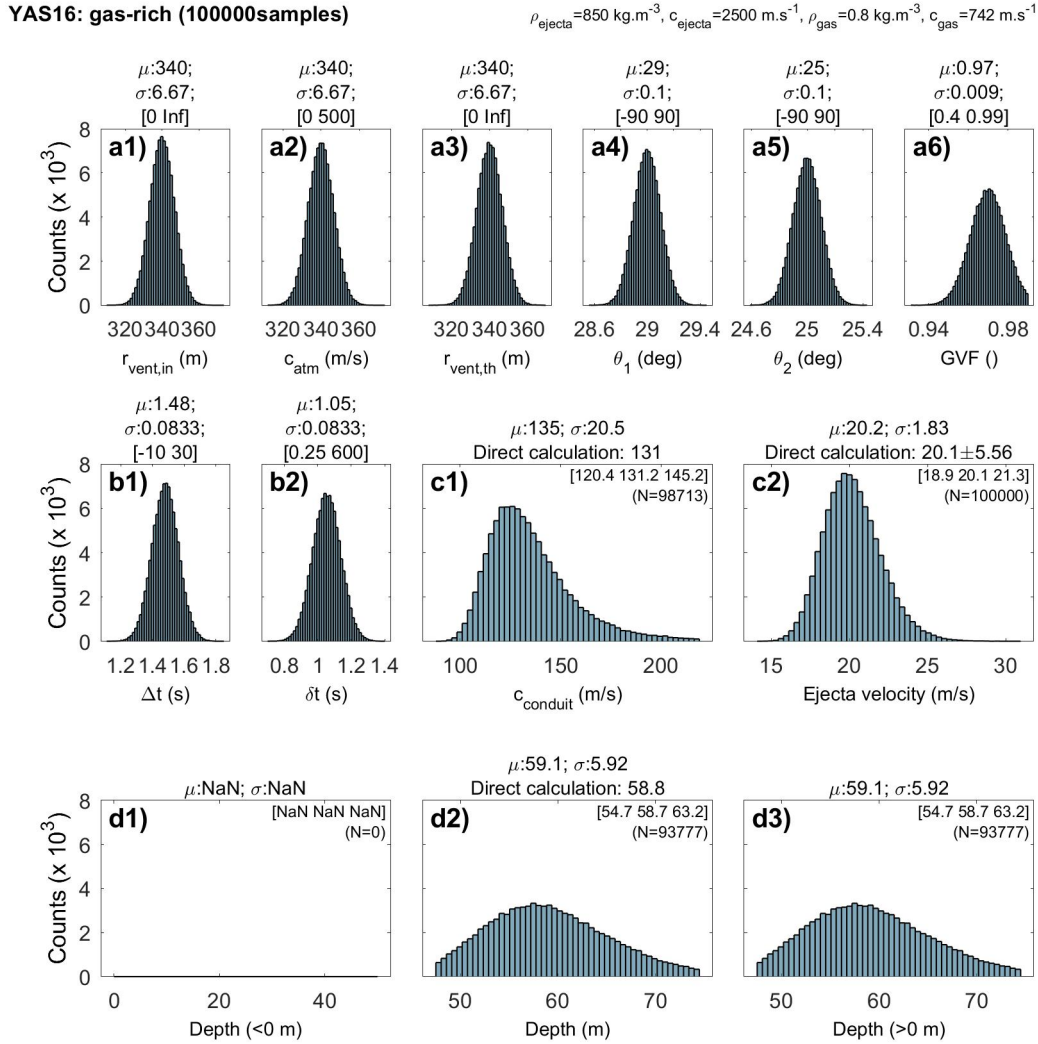 YAS16: gas-rich (100000samples)
ρejecta=850 kg.m-3, cejecta=2500 m.s-1, ρgas=0.8 kg.m-3, cgas=742 m.s-1
μ:340;
σ:6.67;
[0 Inf]
μ:340;
σ:6.67;
[0 500]
μ:340;
σ:6.67;
[0 Inf]
μ:29;
σ:0.1;
[-90 90]
μ:25;
σ:0.1;
[-90 90]
μ:0.97;
σ:0.009;
[0.4 0.99]
a1) a2) a3) a4) a5) a6)
Counts (x 10³)
8
6
4
2
0
320 340 360 320 340 360 320 340 360 28.6 29 29.4 24.6 25 25.4 0.94 0.98
rvent,in (m) catm (m/s) rvent,th (m) θ1 (deg) θ2 (deg) GVF ()
μ:1.48;
σ:0.0833;
[-10 30]
μ:1.05;
σ:0.0833;
[0.25 600]
μ:135; σ:20.5
Direct calculation: 131
μ:20.2; σ:1.83
Direct calculation: 20.1±5.56
b1) b2) c1) c2)
[120.4 131.2 145.2]
(N=98713)
[18.9 20.1 21.3]
(N=100000)
Counts (x 10³)
8
6
4
2
0
1.2 1.4 1.6 1.8 0.8 1 1.2 1.4 100 150 200 15 20 25 30
Δt (s) δt (s) cconduit (m/s) Ejecta velocity (m/s)
μ:NaN; σ:NaN
μ:59.1; σ:5.92
Direct calculation: 58.8
μ:59.1; σ:5.92
d1) d2) d3)
[NaN NaN NaN]
(N=0)
[54.7 58.7 63.2]
(N=93777)
[54.7 58.7 63.2]
(N=93777)
Counts (x 10³)
8
6
4
2
0
0 20 40 50 60 70 50 60 70
Depth (<0 m) Depth (m) Depth (>0 m)